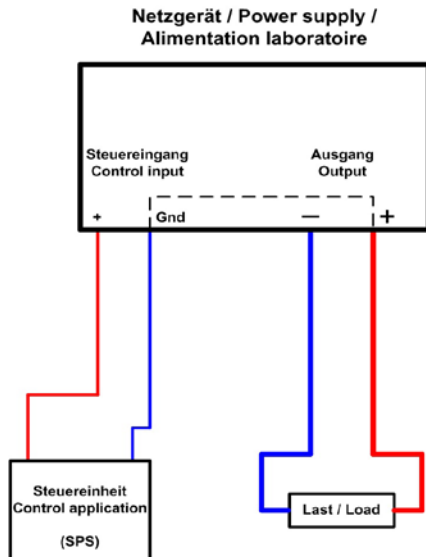 Netzgerät / Power supply /
Alimentation laboratoire
Steuereingang
Control input
Ausgang
Output
+
Gnd
—
+
Steuereinheit
Control application
(SPS)
Last / Load